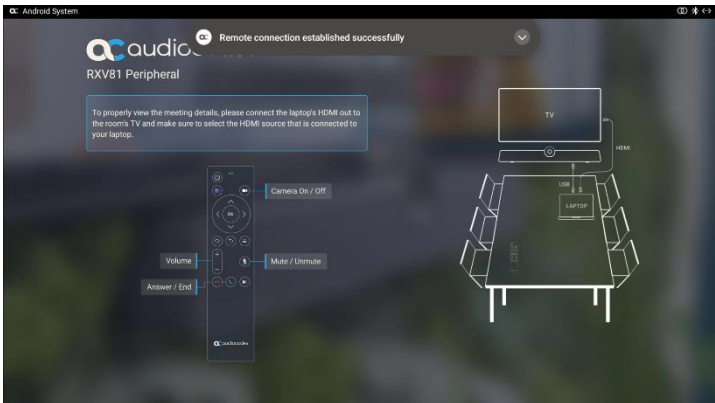 Android System
audio
Remote connection established successfully
RXV81 Peripheral
To properly view the meeting details, please connect the laptop's HDMI out to
the room's TV and make sure to select the HDMI source that is connected to
your laptop.
TV
HDMI
USB
LAPTOP
Camera On / Off
OK
Volume
Mute / Unmute
Answer / End
audiocodes